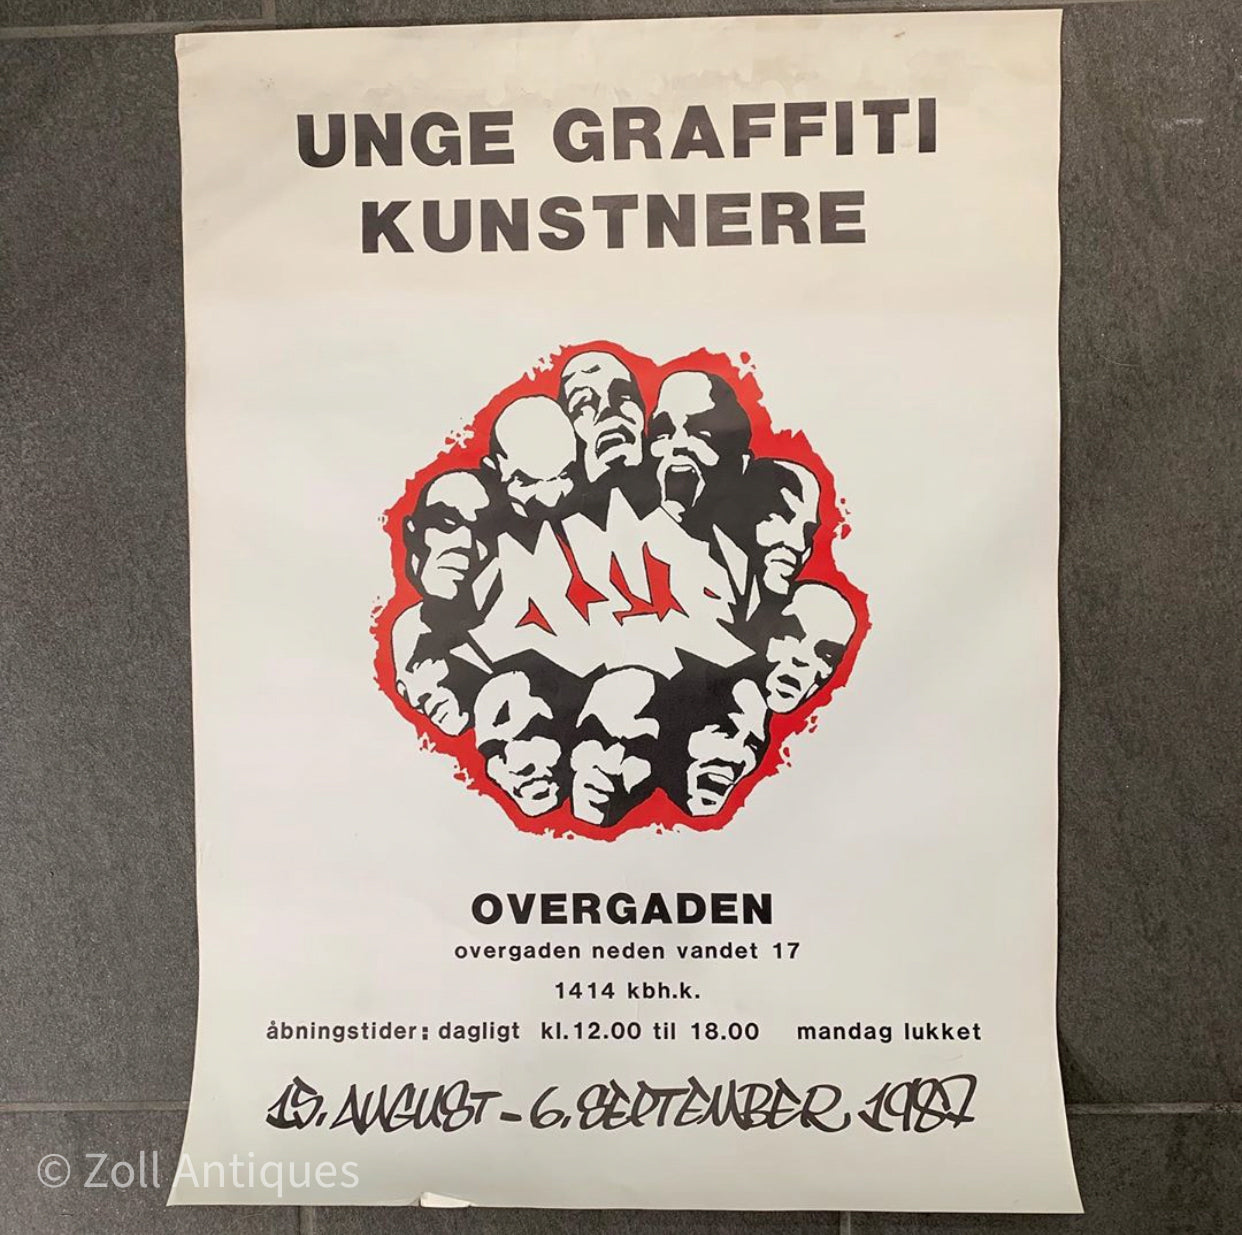 UNGE GRAFFITI
KUNSTNERE
OVERGADEN
overgaden neden vandet 17
1414 kbh.k.
åbningstider: dagligt kl.12.00 til 18.00 mandag lukket
15. AUGUST - 6. SEPTEMBER 1987
© Zoll Antiques